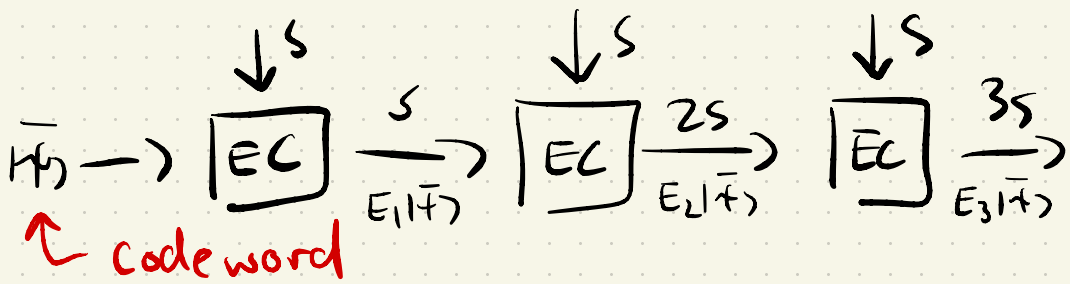 s s s
|ψ̄⟩ → EC s EC 2s EC 3s
E₁|ψ̄⟩ E₂|ψ̄⟩ E₃|ψ̄⟩
codeword